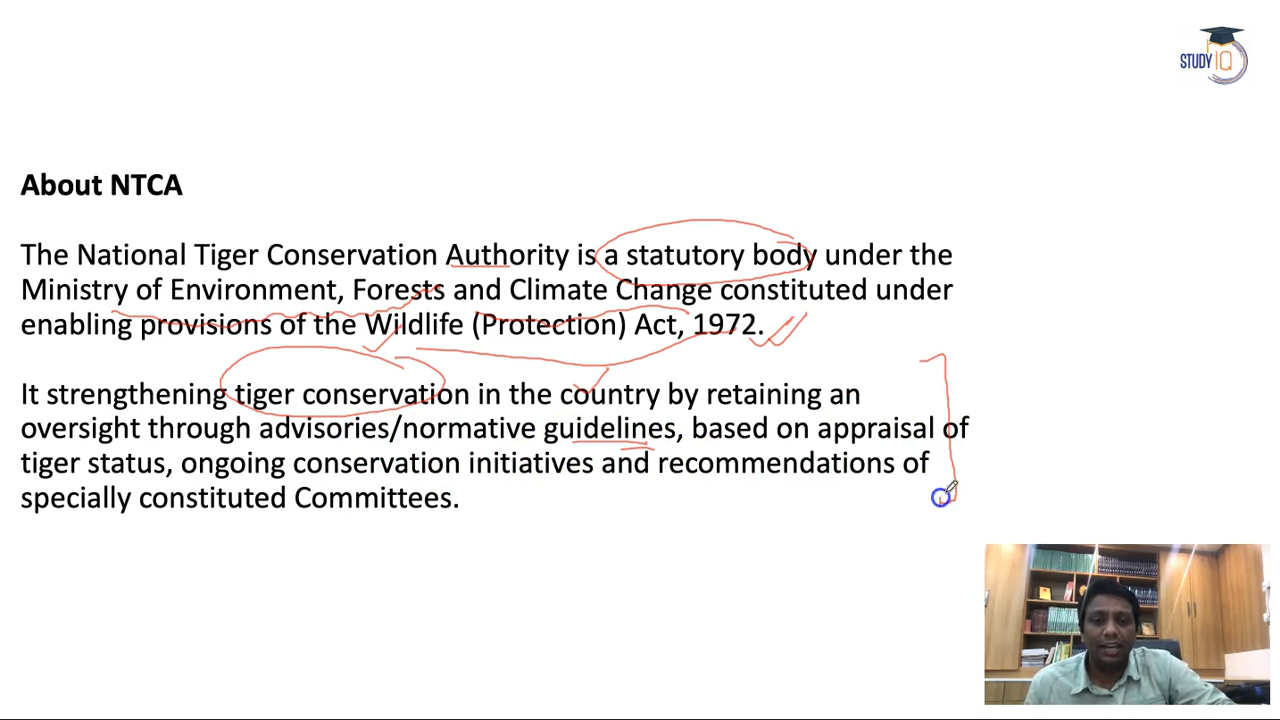 STUDY IQ
About NTCA
The National Tiger Conservation Authority is a statutory body under the
Ministry of Environment, Forests and Climate Change constituted under
enabling provisions of the Wildlife (Protection) Act, 1972.
It strengthening tiger conservation in the country by retaining an
oversight through advisories/normative guidelines, based on appraisal of
tiger status, ongoing conservation initiatives and recommendations of
specially constituted Committees.